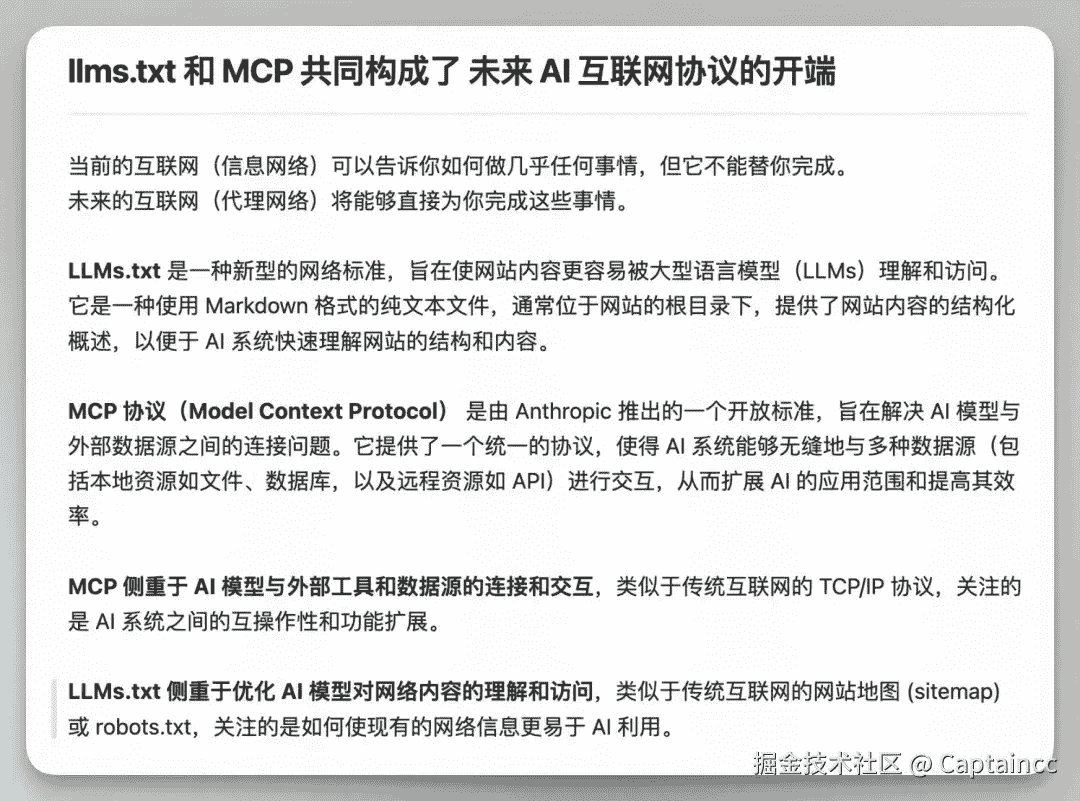 llms.txt 和 MCP 共同构成了 未来 AI 互联网协议的开端
当前的互联网（信息网络）可以告诉你如何做几乎任何事情，但它不能替你完成。
未来的互联网（代理网络）将能够直接为你完成这些事情。
LLMs.txt 是一种新型的网络标准，旨在使网站内容更容易被大型语言模型（LLMs）理解和访问。
它是一种使用 Markdown 格式的纯文本文件，通常位于网站的根目录下，提供了网站内容的结构化
概述，以便于 AI 系统快速理解网站的结构和内容。
MCP 协议（Model Context Protocol） 是由 Anthropic 推出的一个开放标准，旨在解决 AI 模型与
外部数据源之间的连接问题。它提供了一个统一的协议，使得 AI 系统能够无缝地与多种数据源（包
括本地资源如文件、数据库，以及远程资源如 API）进行交互，从而扩展 AI 的应用范围和提高其效
率。
MCP 侧重于 AI 模型与外部工具和数据源的连接和交互，类似于传统互联网的 TCP/IP 协议，关注的
是 AI 系统之间的互操作性和功能扩展。
LLMs.txt 侧重于优化 AI 模型对网络内容的理解和访问，类似于传统互联网的网站地图 (sitemap)
或 robots.txt，关注的是如何使现有的网络信息更易于 AI 利用。
掘金技术社区 @ Captaincc